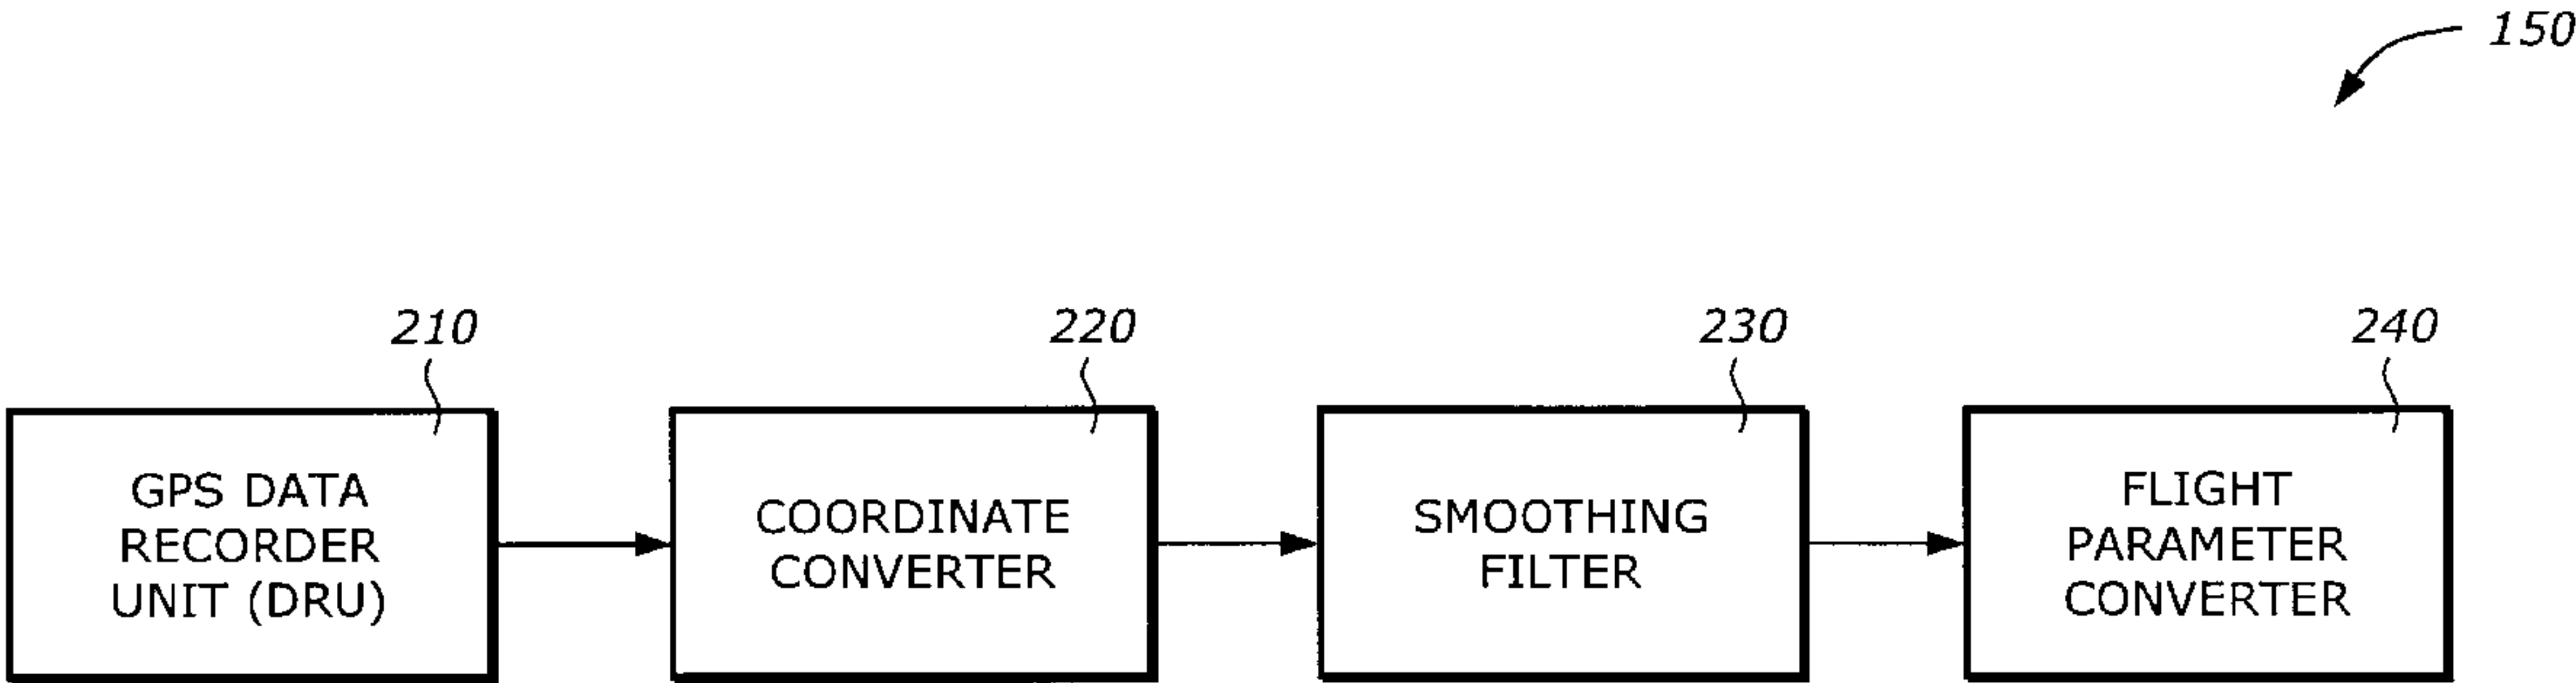 150
210
220
230
240
GPS DATA
RECORDER
UNIT (DRU)
COORDINATE
CONVERTER
SMOOTHING
FILTER
FLIGHT
PARAMETER
CONVERTER